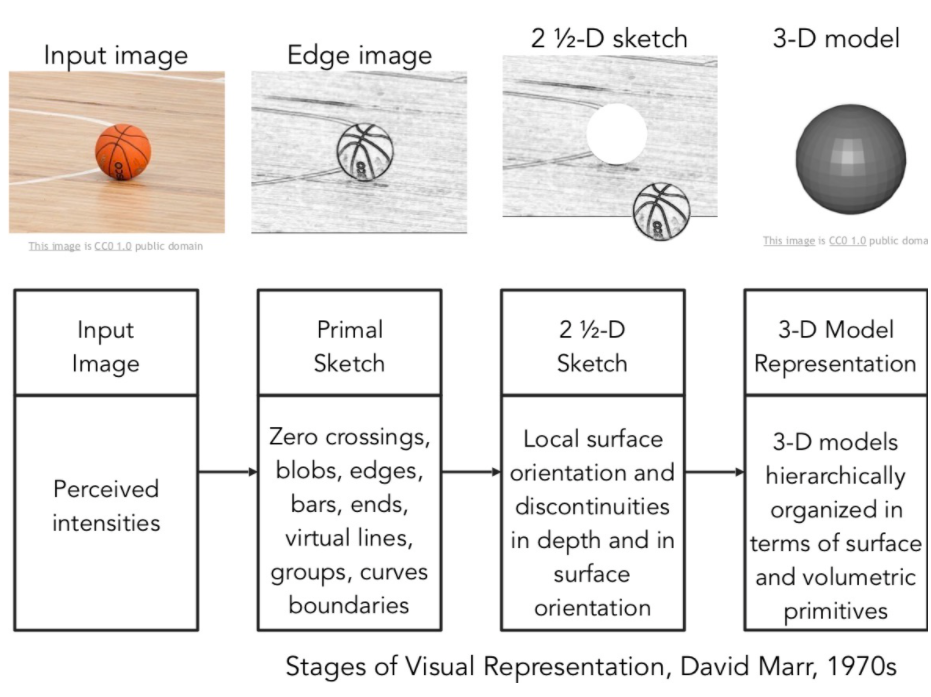 Input image
Edge image
2 ½-D sketch
3-D model
This image is CC0 1.0 public domain
This image is CC0 1.0 public doma
Input
Image
Perceived
intensities
Primal
Sketch
Zero crossings,
blobs, edges,
bars, ends,
virtual lines,
groups, curves
boundaries
2 ½-D
Sketch
Local surface
orientation and
discontinuities
in depth and in
surface
orientation
3-D Model
Representation
3-D models
hierarchically
organized in
terms of surface
and volumetric
primitives
Stages of Visual Representation, David Marr, 1970s